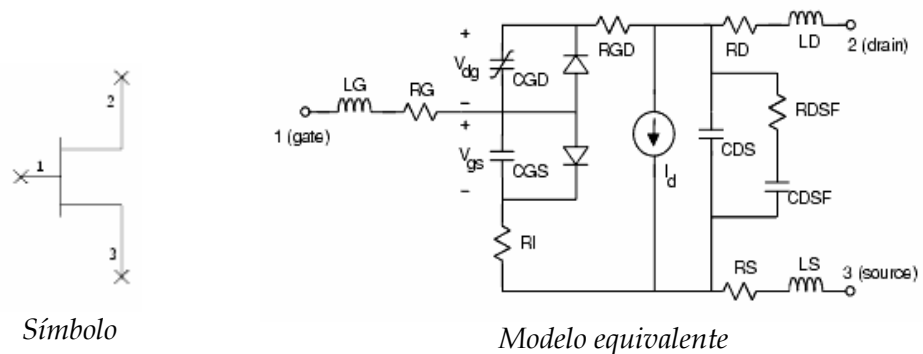 2
1
3
Símbolo
LG
RG
1 (gate)
+
Vdg
−
CGD
RGD
+
Vgs
−
CGS
RI
Id
RD
LD
2 (drain)
CDS
RDSF
CDSF
RS
LS
3 (source)
Modelo equivalente